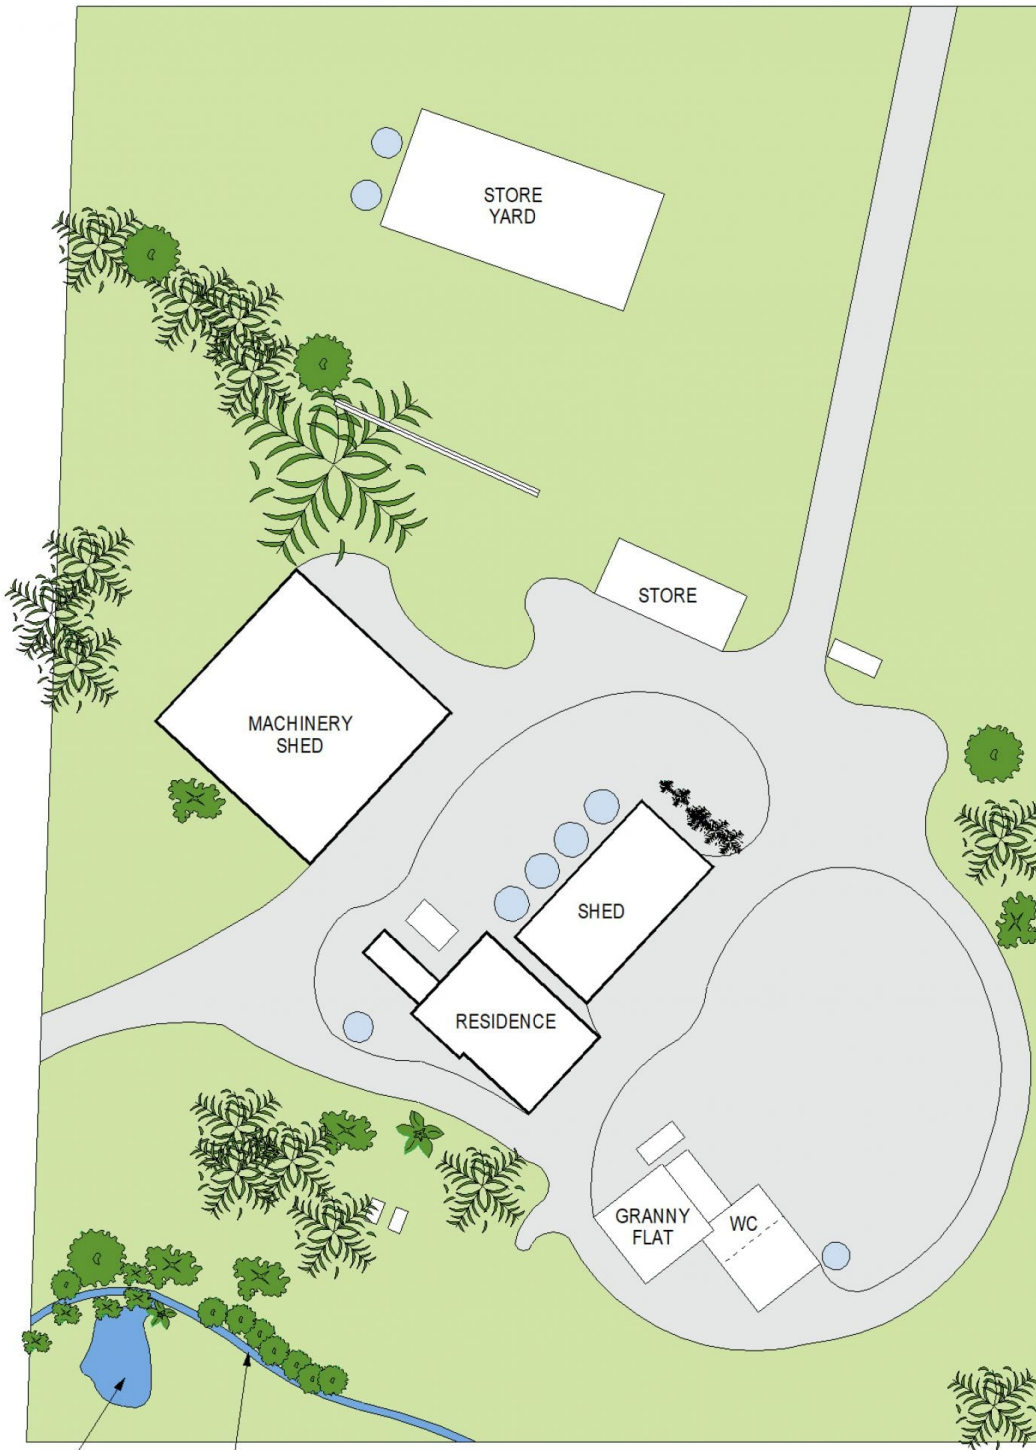 STORE
YARD
STORE
MACHINERY
SHED
SHED
RESIDENCE
GRANNY
FLAT
WC